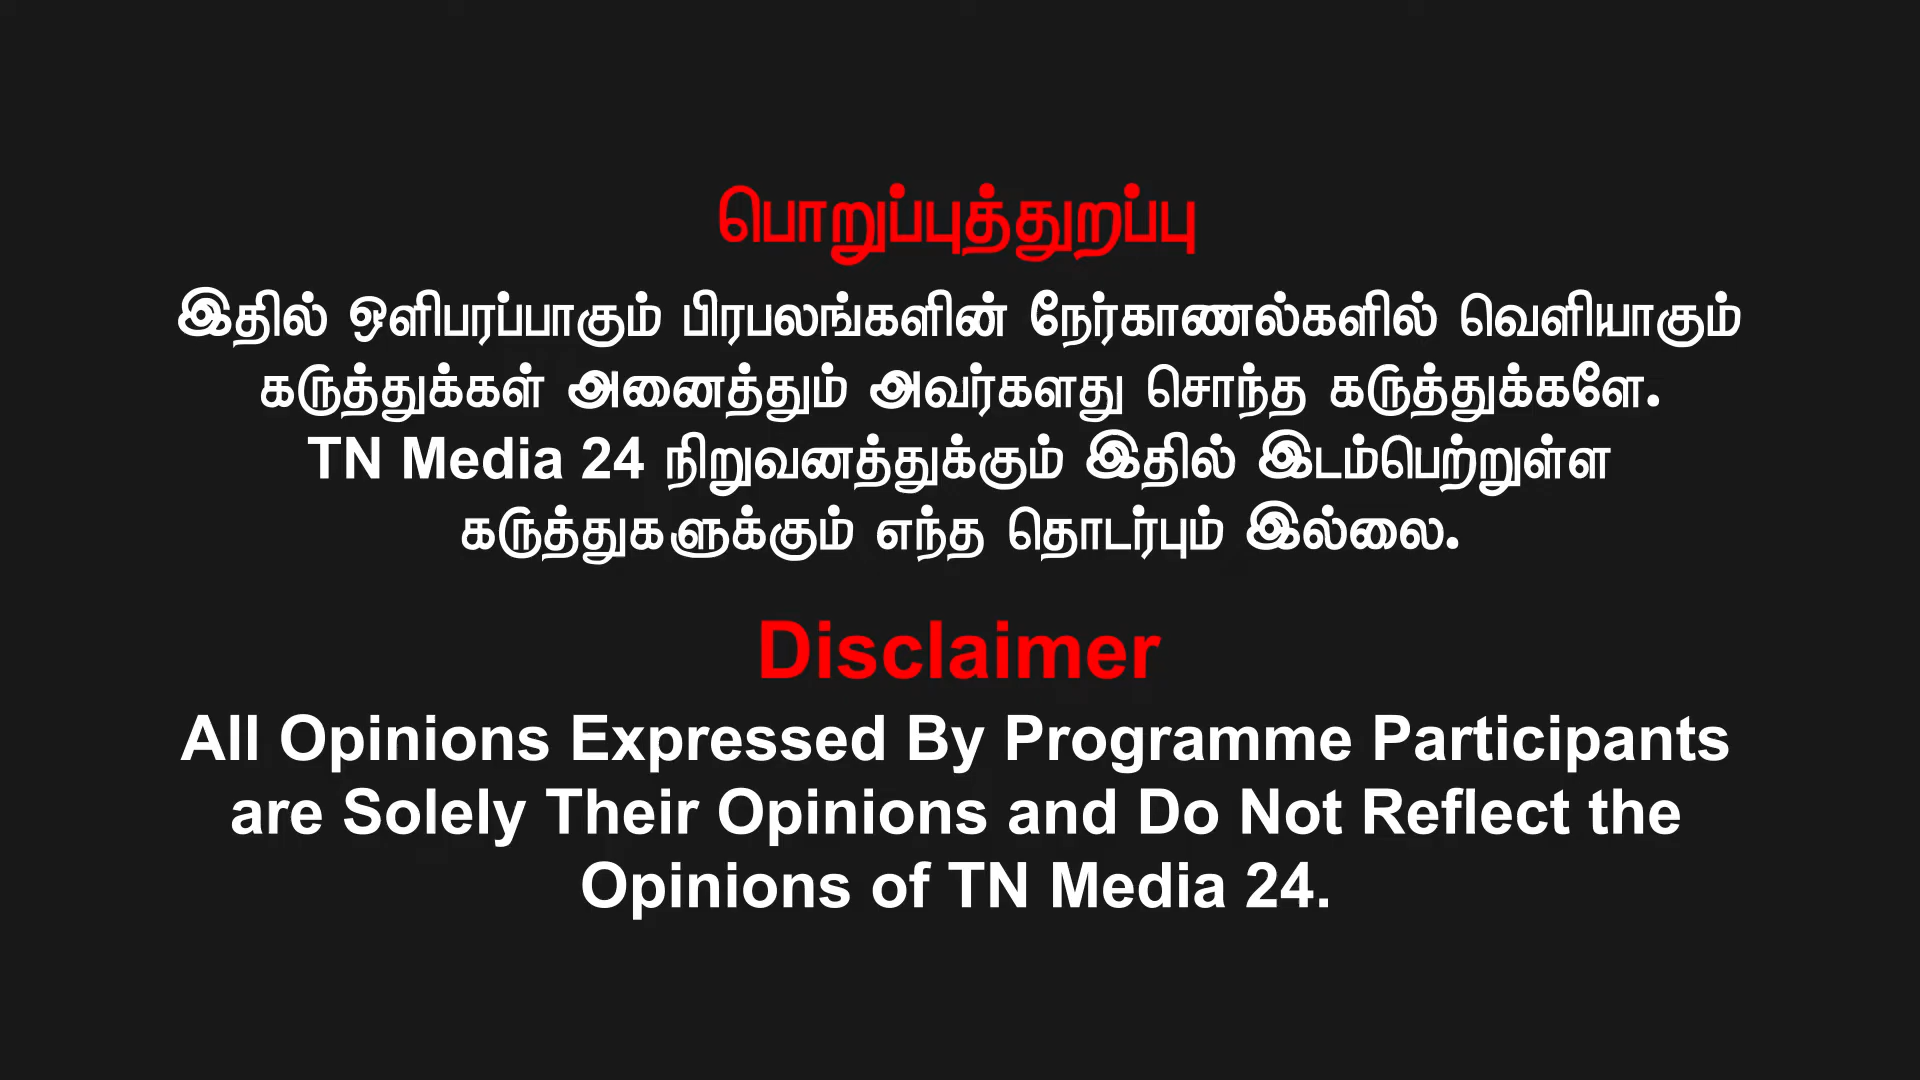 பொறுப்புத்துறப்பு
இதில் ஒளிபரப்பாகும் பிரபலங்களின் நேர்காணல்களில் வெளியாகும்
கருத்துக்கள் அனைத்தும் அவர்களது சொந்த கருத்துக்களே.
TN Media 24 நிறுவனத்துக்கும் இதில் இடம்பெற்றுள்ள
கருத்துகளுக்கும் எந்த தொடர்பும் இல்லை.
Disclaimer
All Opinions Expressed By Programme Participants
are Solely Their Opinions and Do Not Reflect the
Opinions of TN Media 24.